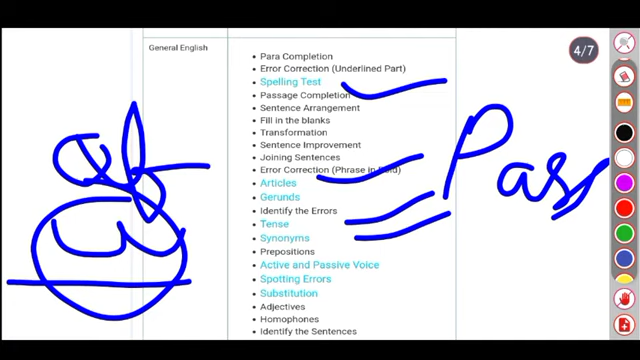 4/7
General English
• Para Completion
• Error Correction (Underlined Part)
• Spelling Test
• Passage Completion
• Sentence Arrangement
• Fill in the blanks
• Transformation
• Sentence Improvement
• Joining Sentences
• Error Correction (Phrase in Bold)
• Articles
• Gerunds
• Identify the Errors
• Tense
• Synonyms
• Prepositions
• Active and Passive Voice
• Spotting Errors
• Substitution
• Adjectives
• Homophones
• Identify the Sentences
Pass